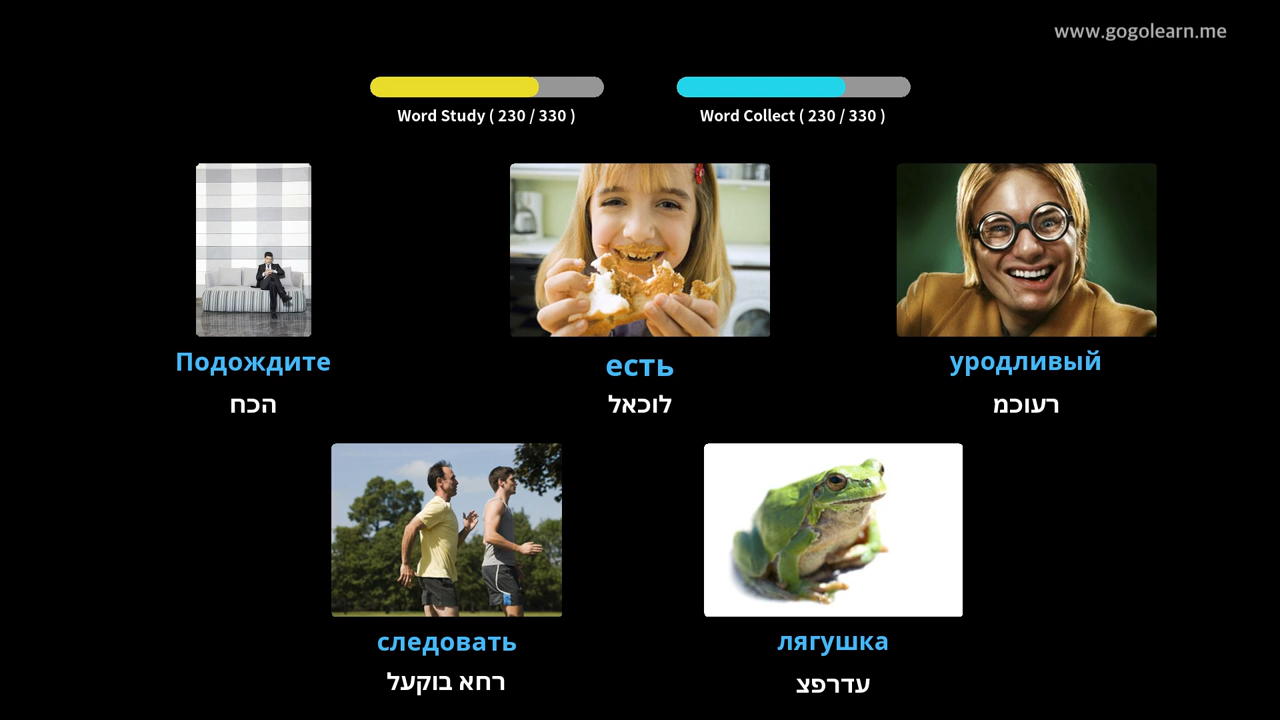 www.gogolearn.me
Word Study ( 230 / 330 )
Word Collect ( 230 / 330 )
Подождите
הכח
есть
לוכאל
уродливый
רעוכמ
следовать
רחא בוקעל
лягушка
עדרפצ